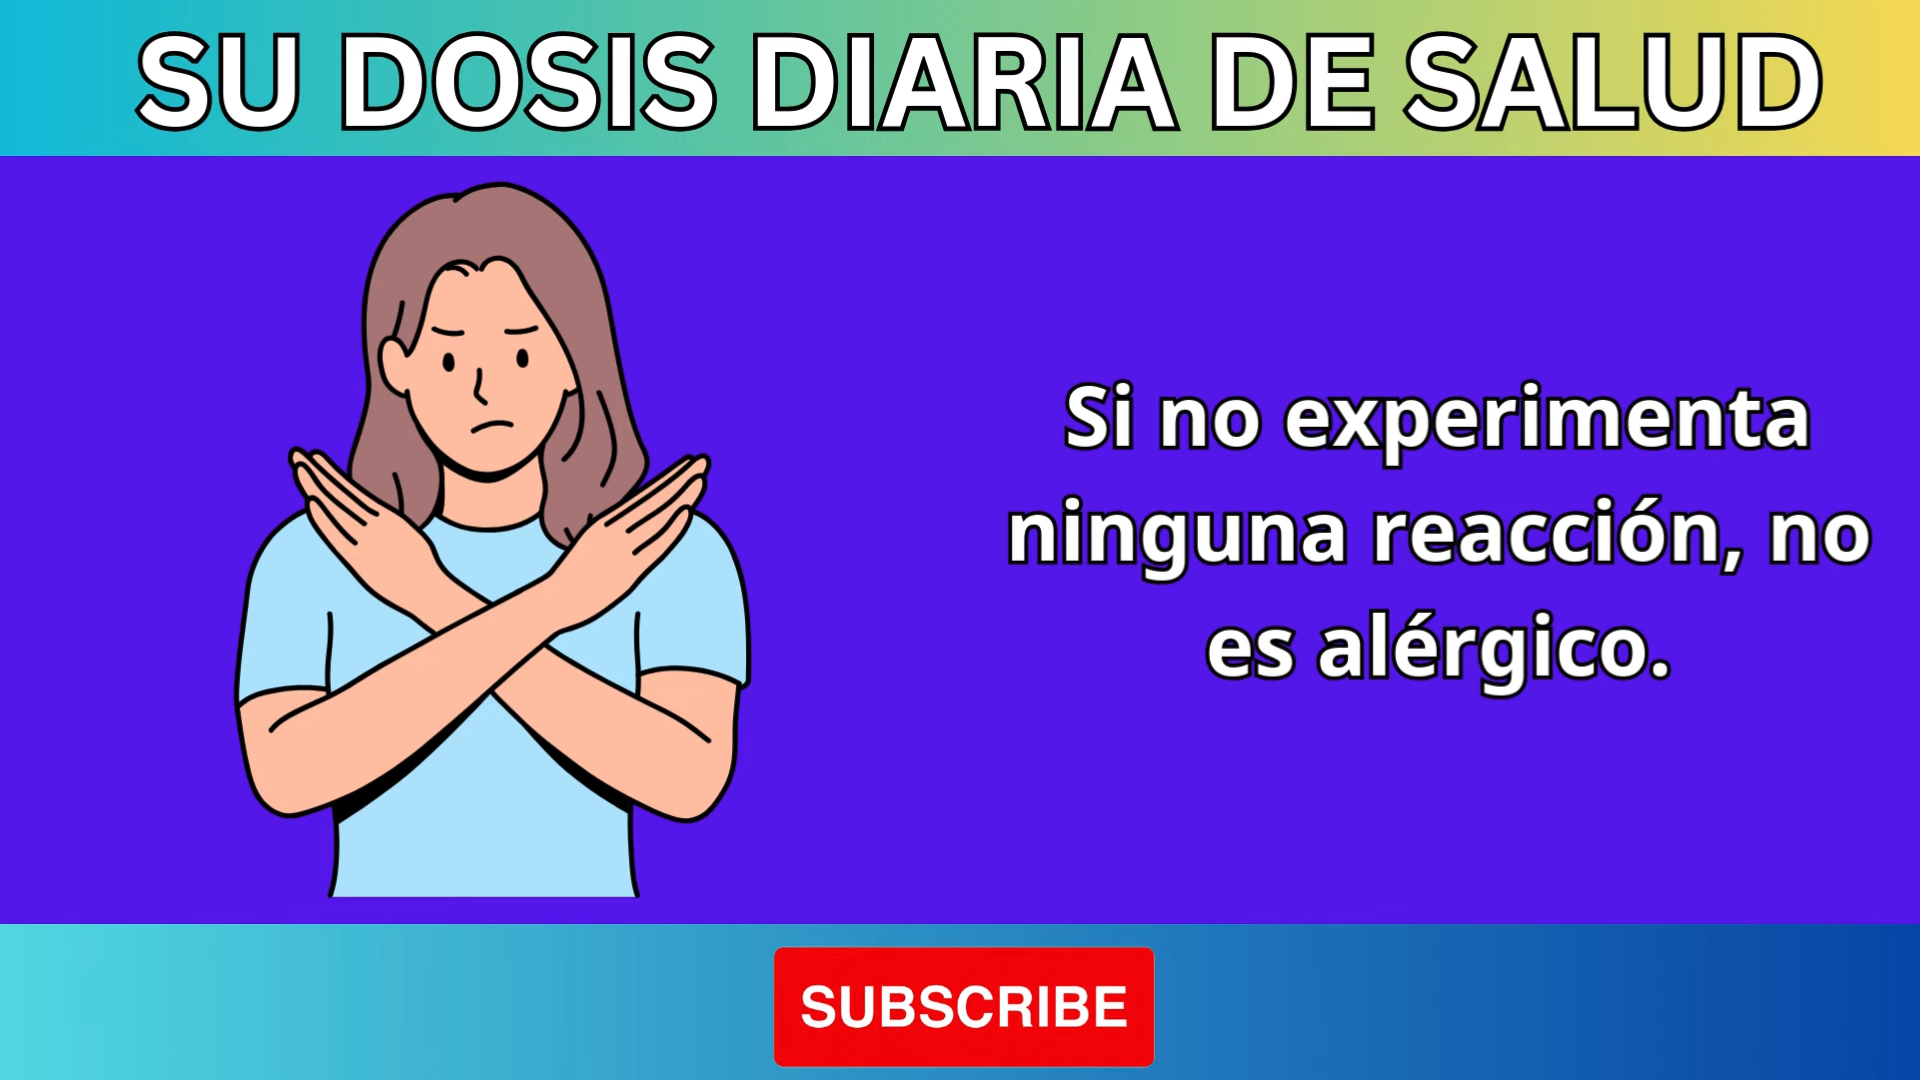 SU DOSIS DIARIA DE SALUD
Si no experimenta
ninguna reacción, no
es alérgico.
SUBSCRIBE